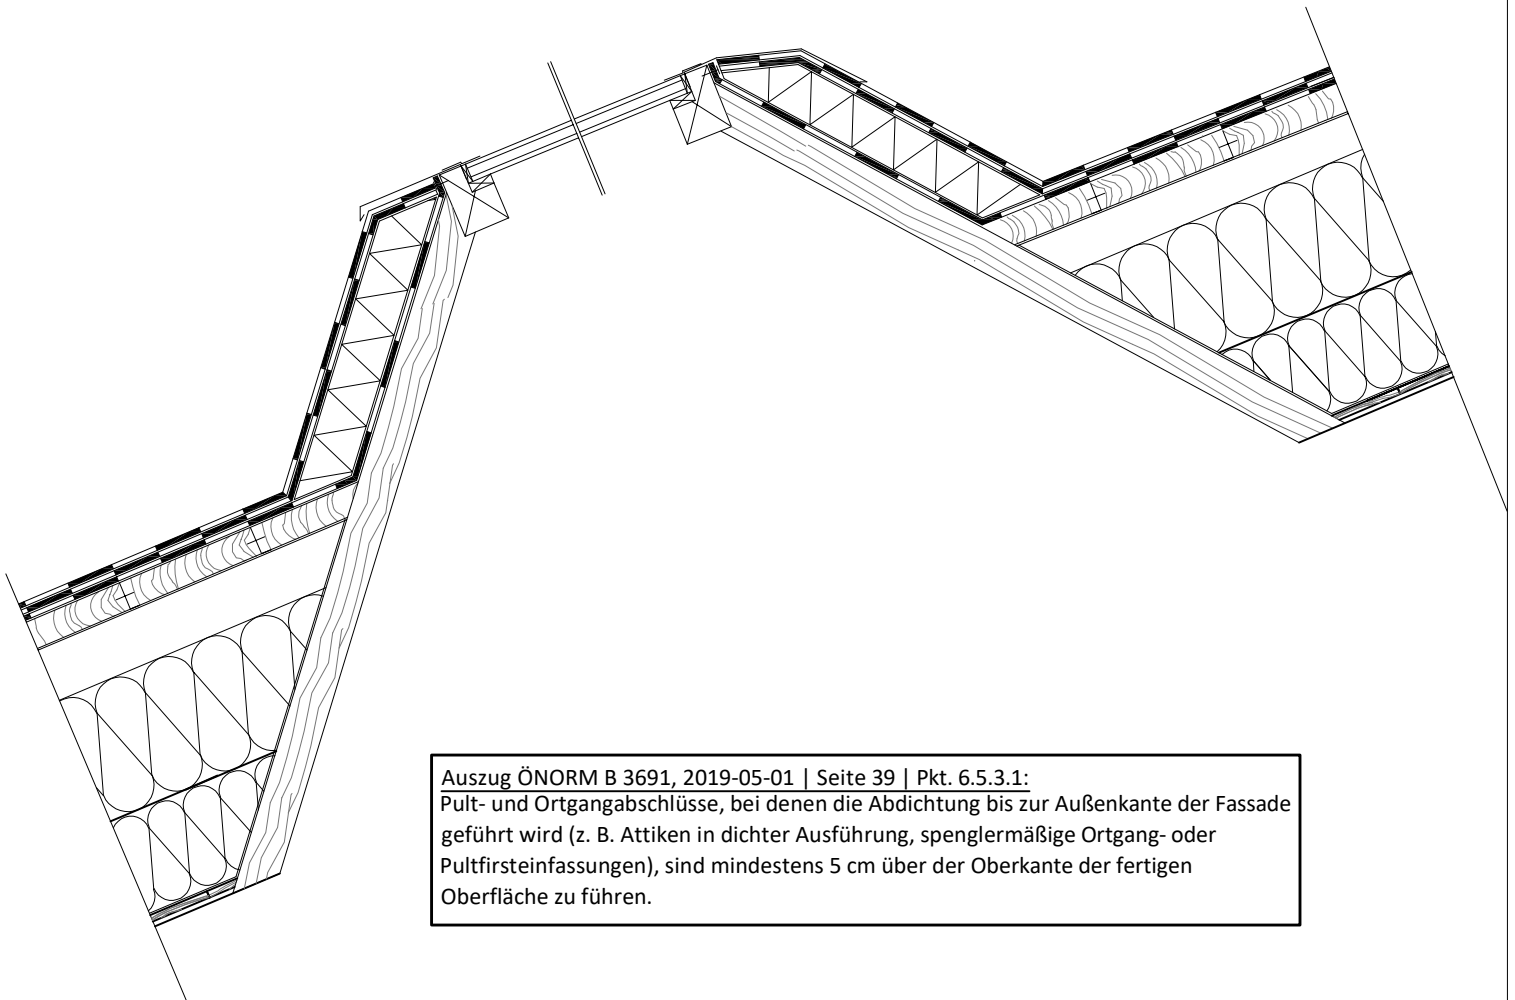 Auszug ÖNORM B 3691, 2019-05-01 | Seite 39 | Pkt. 6.5.3.1:
Pult- und Ortgangabschlüsse, bei denen die Abdichtung bis zur Außenkante der Fassade
geführt wird (z. B. Attiken in dichter Ausführung, spenglermäßige Ortgang- oder
Pultfirsteinfassungen), sind mindestens 5 cm über der Oberkante der fertigen
Oberfläche zu führen.